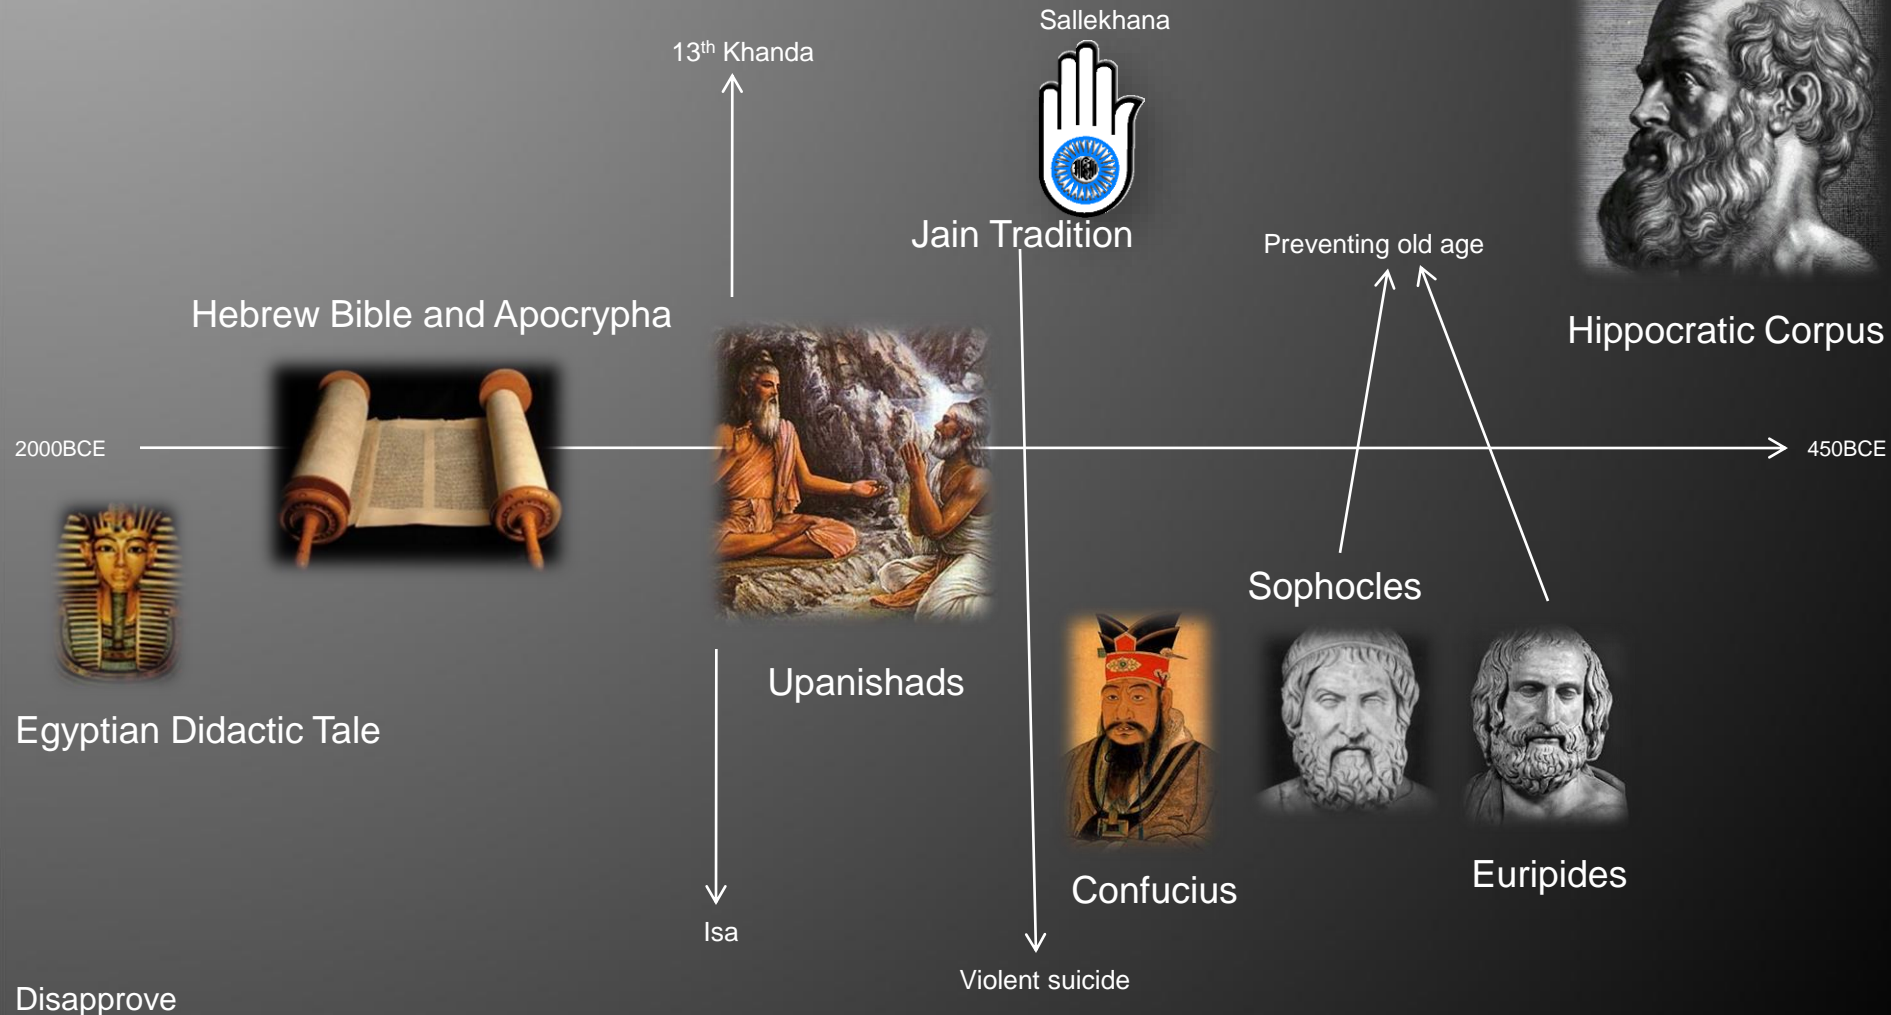 Sallekhana
13th Khanda
Jain Tradition
Preventing old age
Hebrew Bible and Apocrypha
Hippocratic Corpus
2000BCE
450BCE
Sophocles
Upanishads
Egyptian Didactic Tale
Euripides
Confucius
Isa
Violent suicide
Disapprove